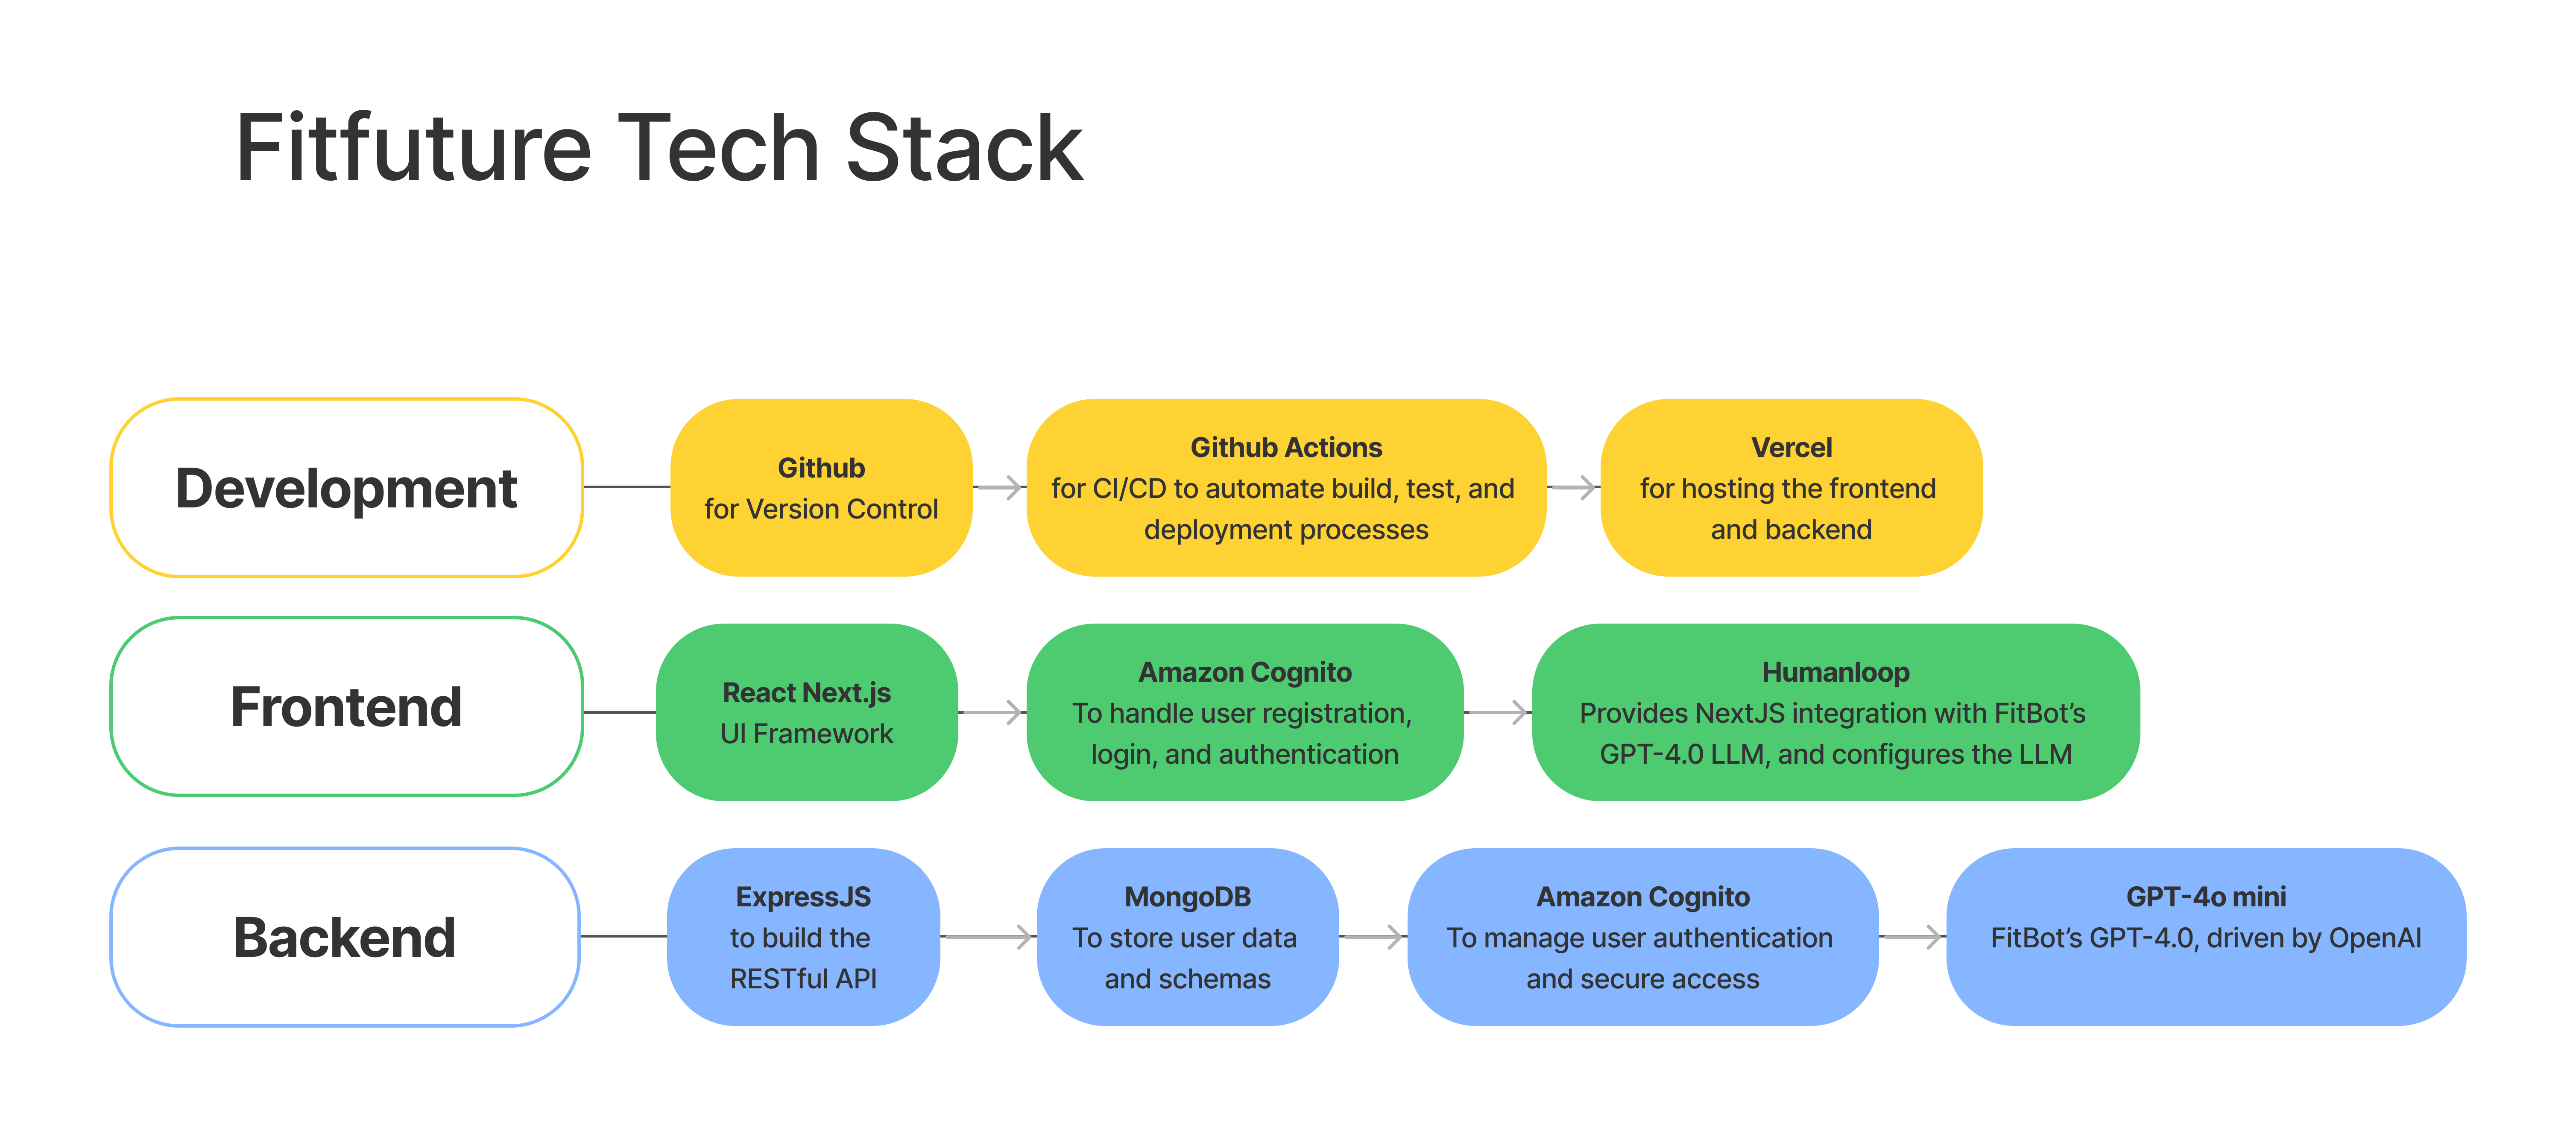 Fitfuture Tech Stack
Development
Github
for Version Control
Github Actions
for CI/CD to automate build, test, and
deployment processes
Vercel
for hosting the frontend
and backend
Frontend
React Next.js
UI Framework
Amazon Cognito
To handle user registration,
login, and authentication
Humanloop
Provides NextJS integration with FitBot’s
GPT-4.0 LLM, and configures the LLM
Backend
ExpressJS
to build the
RESTful API
MongoDB
To store user data
and schemas
Amazon Cognito
To manage user authentication
and secure access
GPT-4o mini
FitBot’s GPT-4.0, driven by OpenAI